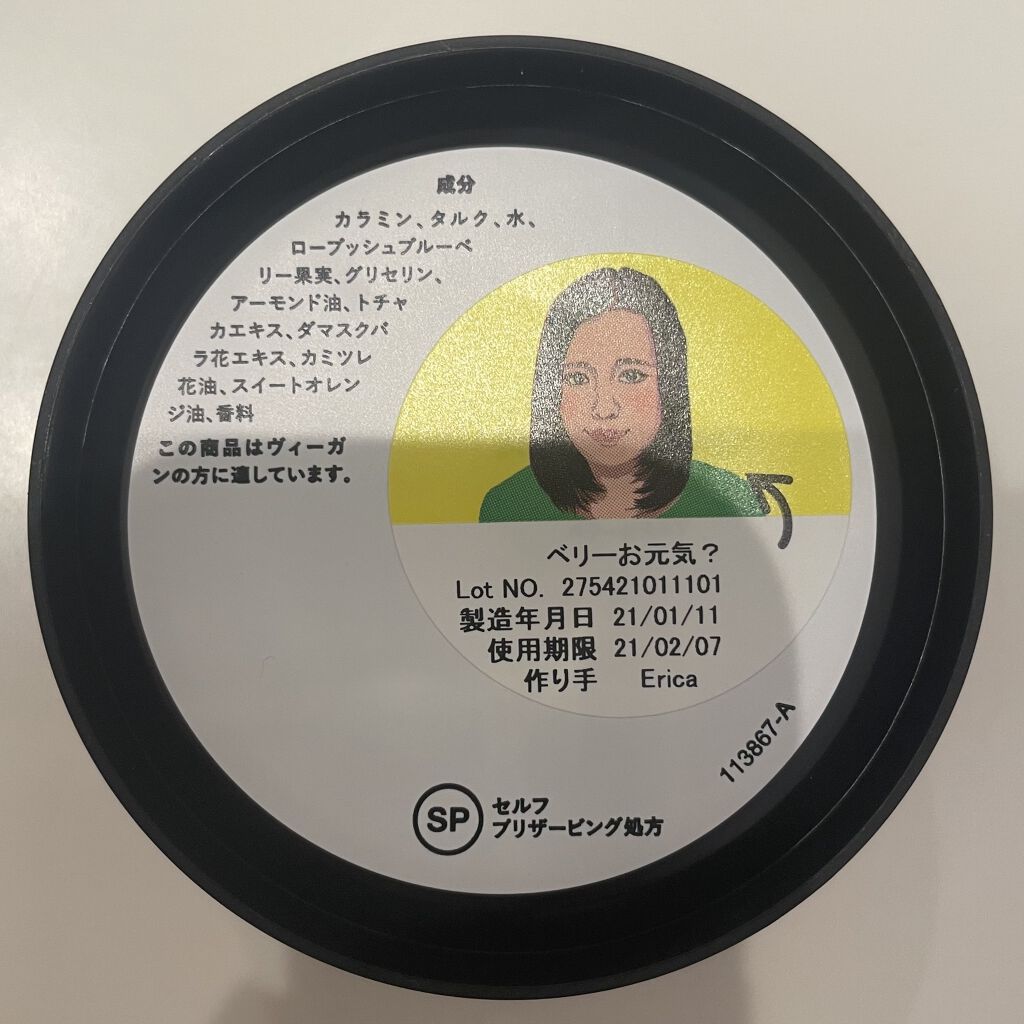 成分
カラミン、タルク、水、
ローブッシュブルーベ
リー果実、グリセリン、
アーモンド油、トチャ
カエキス、ダマスクバ
ラ花エキス、カミツレ
花油、スイートオレン
ジ油、香料
この商品はヴィーガ
ンの方に適しています。
ベリーお元気？
Lot NO. 275421011101
製造年月日 21/01/11
使用期限 21/02/07
作り手 Erica
113867-A
SP セルフ
プリザービング処方